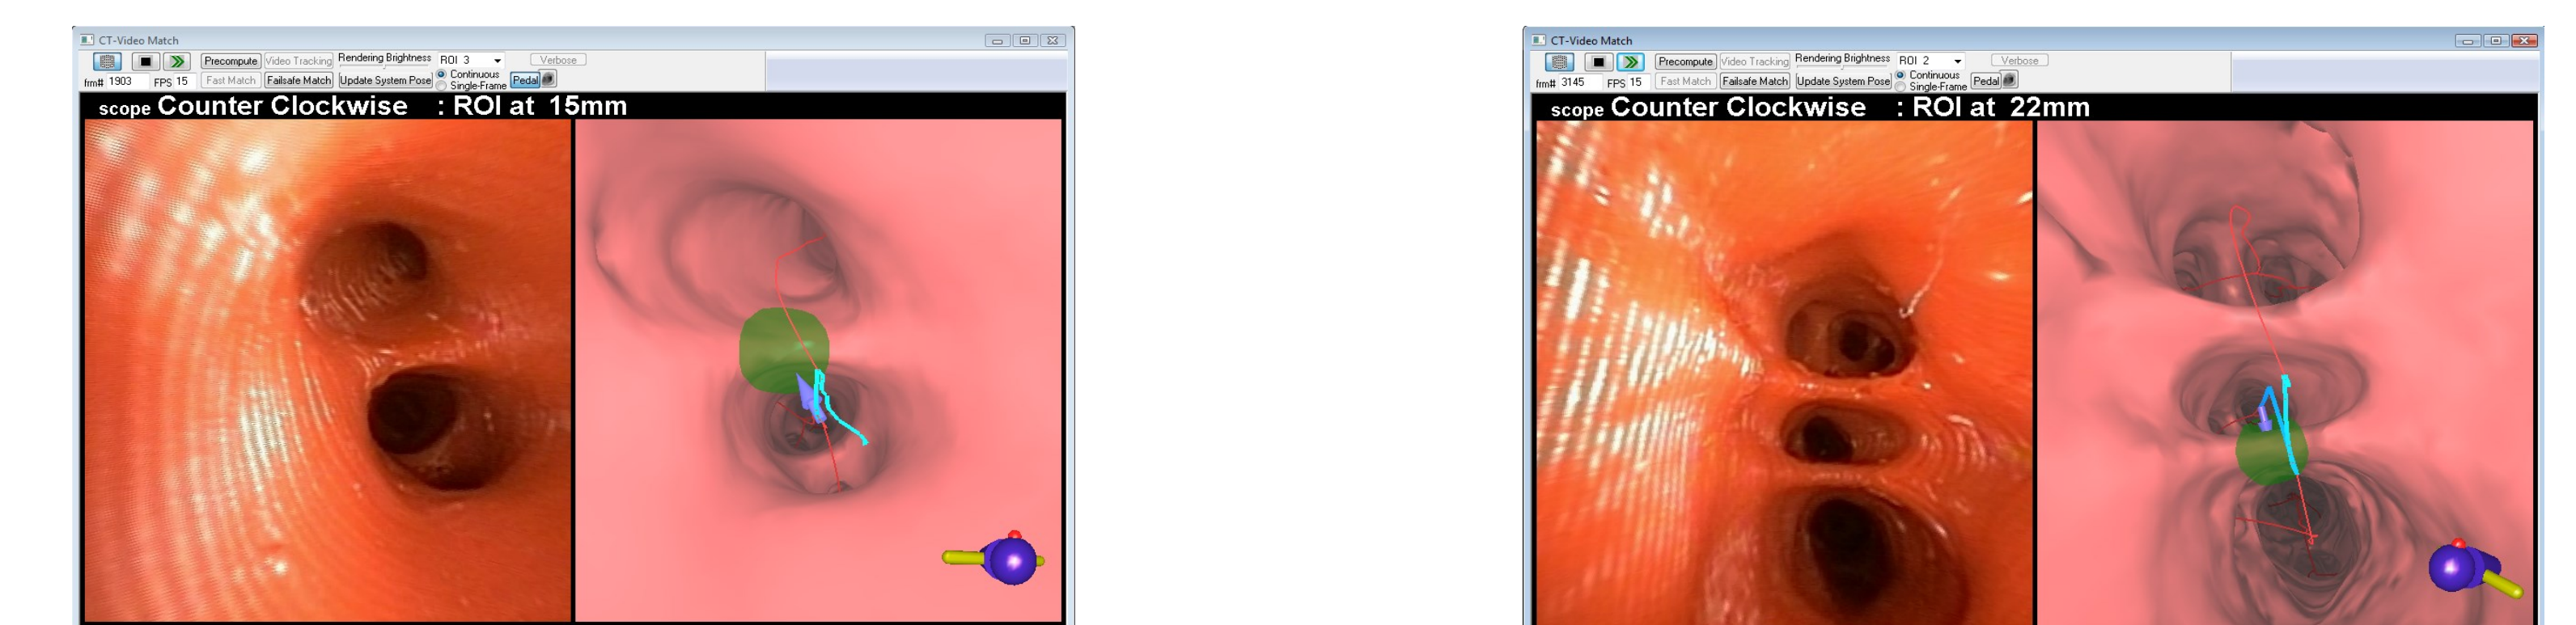 CT-Video Match
Precompute Video Tracking Rendering Brightness ROI 3 Verbose
frm# 1903 FPS 15 Fast Match Failsafe Match Update System Pose Continuous Single-Frame Pedal
scope Counter Clockwise : ROI at 15mm
CT-Video Match
Precompute Video Tracking Rendering Brightness ROI 2 Verbose
frm# 3145 FPS 15 Fast Match Failsafe Match Update System Pose Continuous Single-Frame Pedal
scope Counter Clockwise : ROI at 22mm